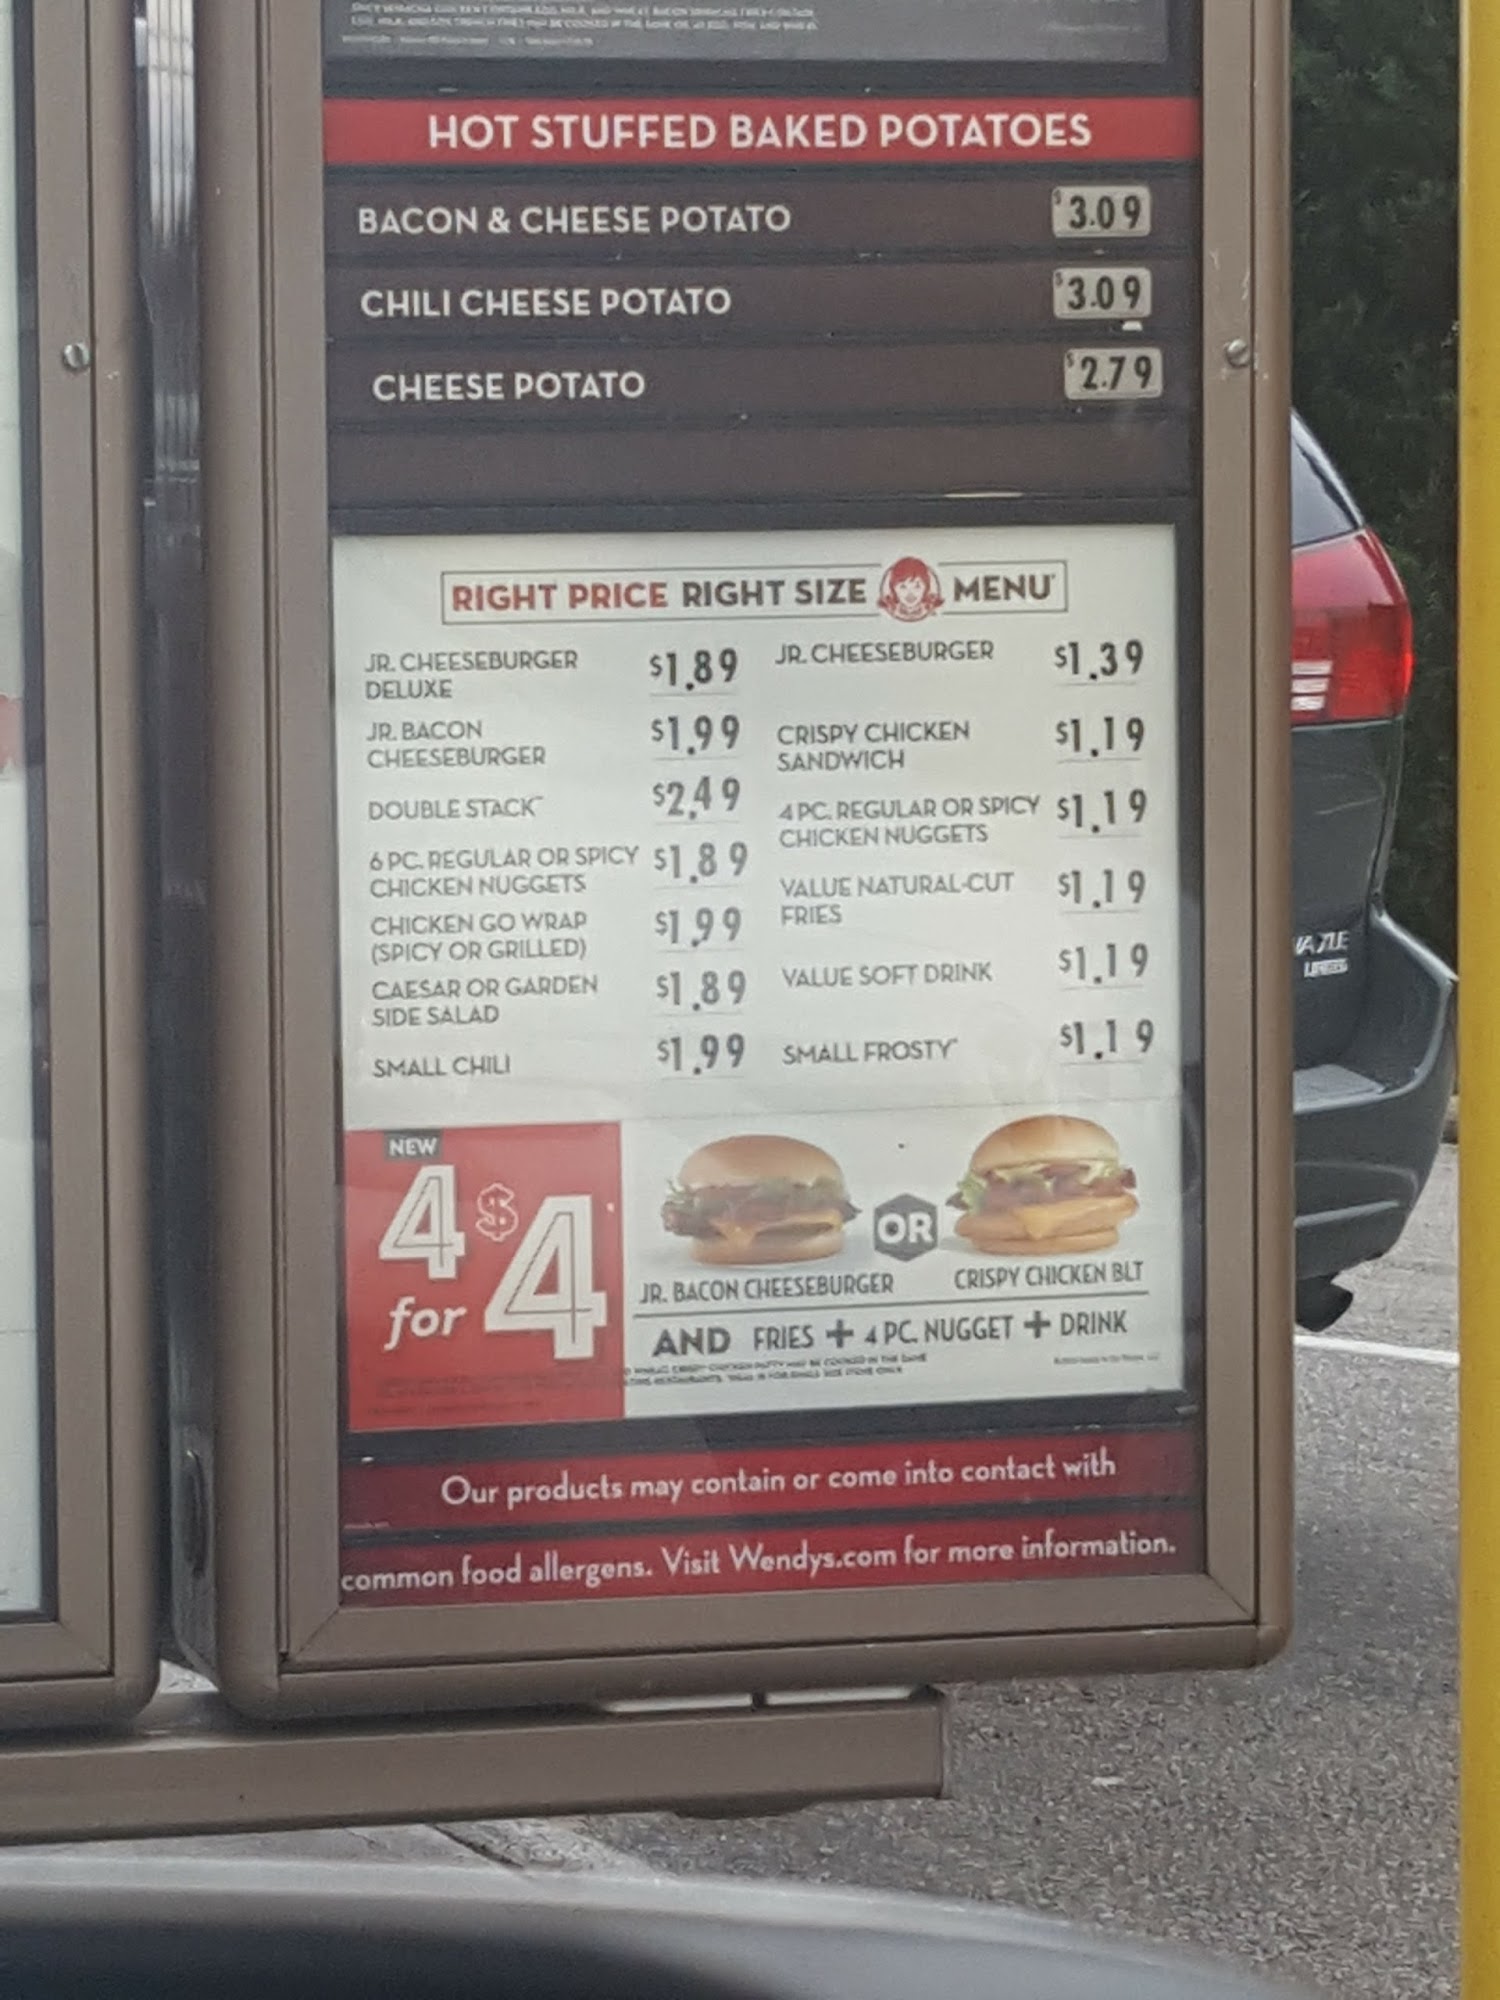 HOT STUFFED BAKED POTATOES
BACON & CHEESE POTATO $3.09
CHILI CHEESE POTATO $3.09
CHEESE POTATO $2.79
RIGHT PRICE RIGHT SIZE MENU
JR. CHEESEBURGER
DELUXE
$1.89
JR. BACON
CHEESEBURGER
$1.99
DOUBLE STACK™ $2.49
6 PC. REGULAR OR SPICY
CHICKEN NUGGETS
$1.89
CHICKEN GO WRAP
(SPICY OR GRILLED)
$1.99
CAESAR OR GARDEN
SIDE SALAD
$1.89
SMALL CHILI $1.99
JR. CHEESEBURGER $1.39
CRISPY CHICKEN
SANDWICH
$1.19
4 PC. REGULAR OR SPICY
CHICKEN NUGGETS
$1.19
VALUE NATURAL-CUT
FRIES
$1.19
VALUE SOFT DRINK $1.19
SMALL FROSTY $1.19
NEW
4
for
$4
OR
JR. BACON CHEESEBURGER
CRISPY CHICKEN BLT
AND FRIES + 4 PC. NUGGET + DRINK
Our products may contain or come into contact with
common food allergens. Visit Wendys.com for more information.